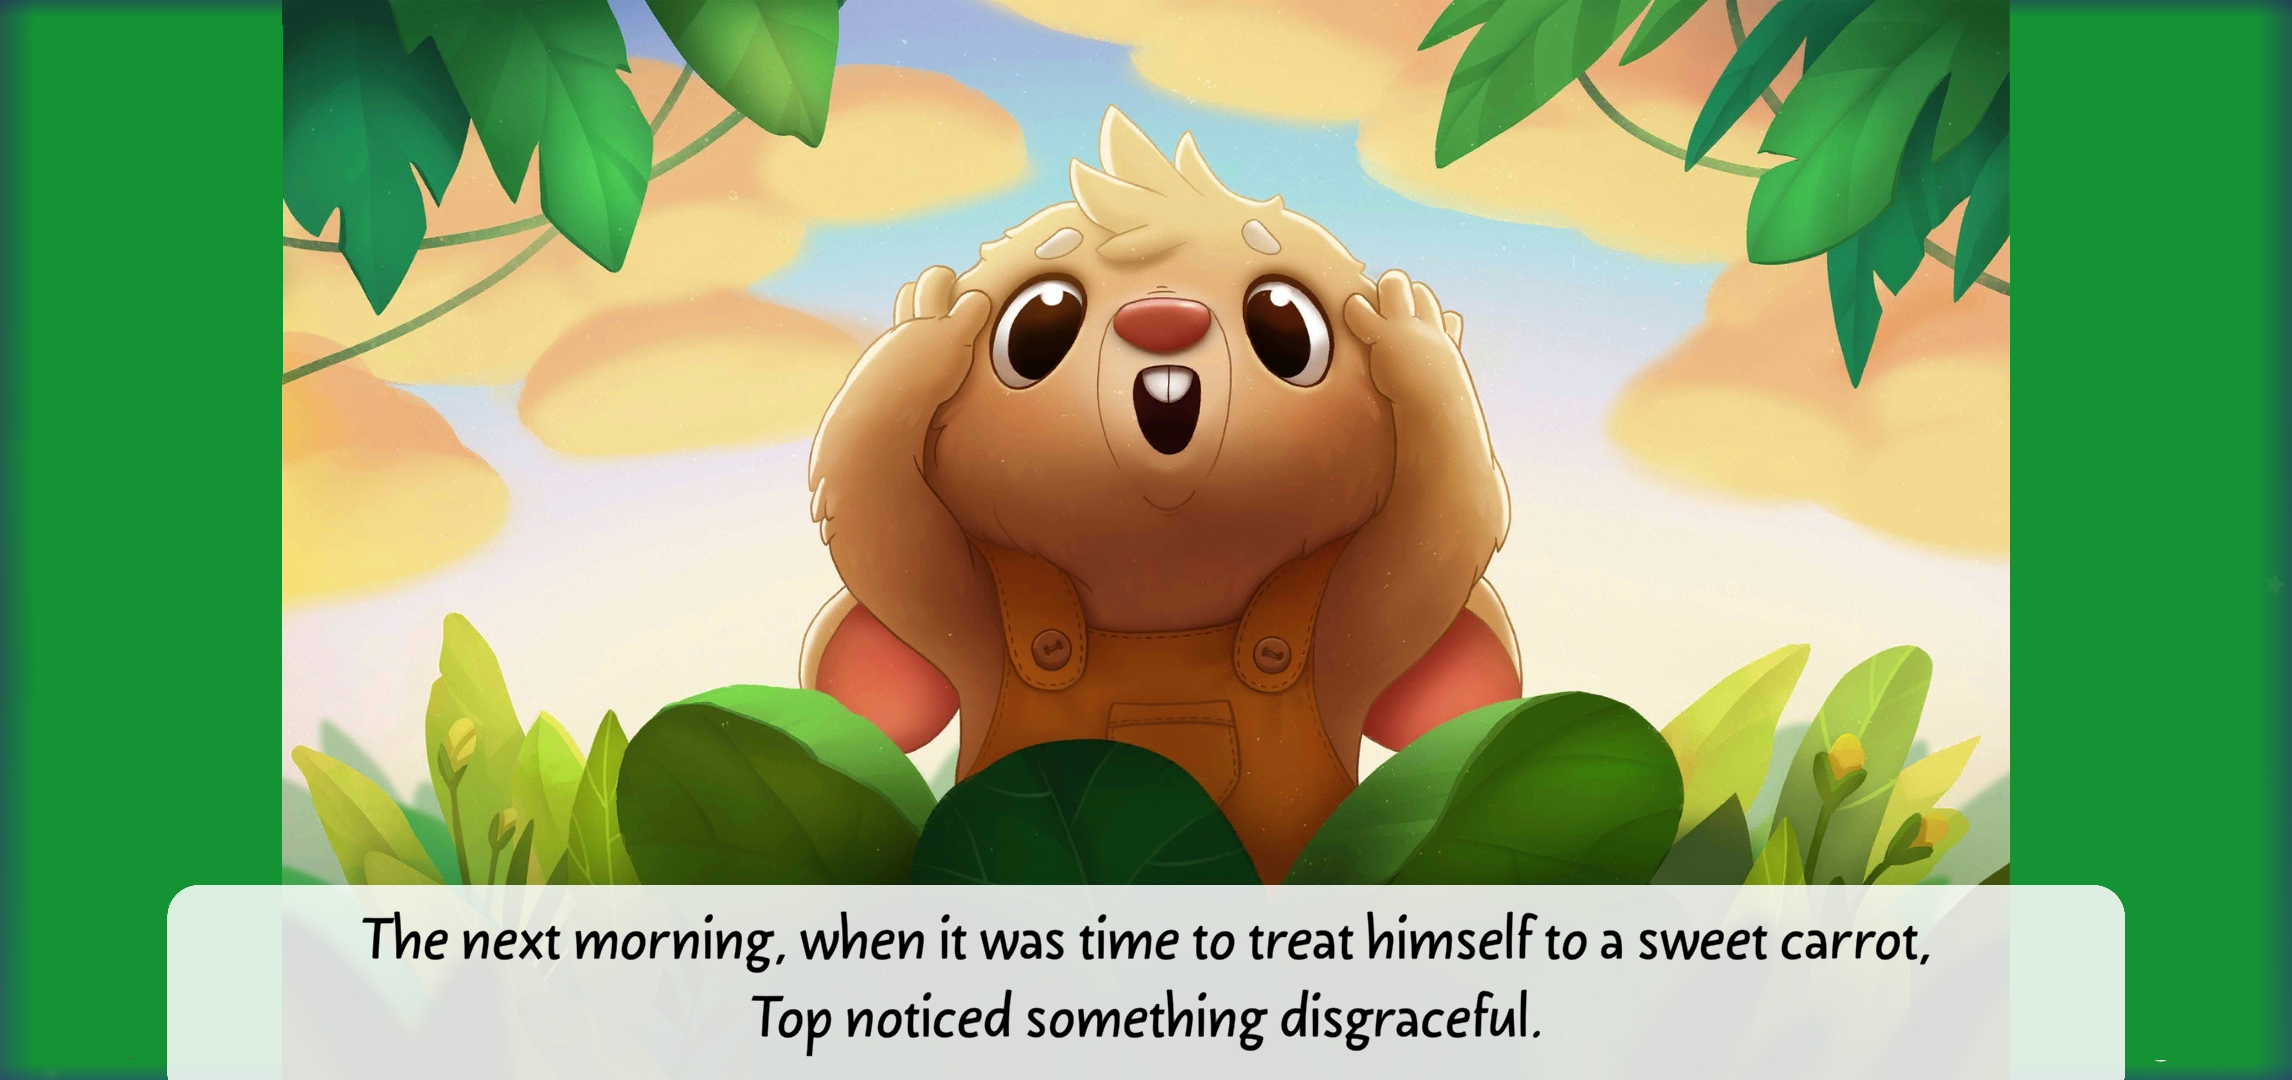 The next morning, when it was time to treat himself to a sweet carrot,
Top noticed something disgraceful.